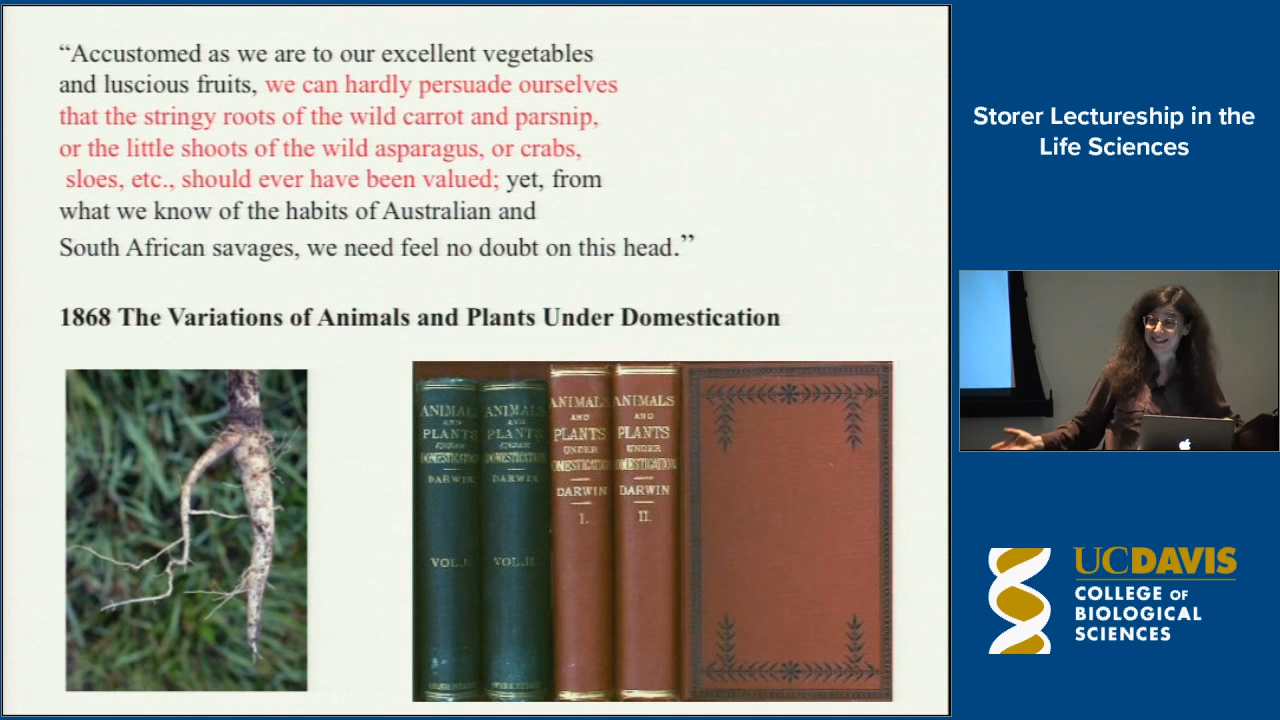 “Accustomed as we are to our excellent vegetables
and luscious fruits, we can hardly persuade ourselves
that the stringy roots of the wild carrot and parsnip,
or the little shoots of the wild asparagus, or crabs,
sloes, etc., should ever have been valued; yet, from
what we know of the habits of Australian and
South African savages, we need feel no doubt on this head.”
1868 The Variations of Animals and Plants Under Domestication
ANIMALS
AND
PLANTS
UNDER
DOMESTICATION
DARWIN
VOL. I.
ANIMALS
AND
PLANTS
UNDER
DOMESTICATION
DARWIN
VOL. II.
ANIMALS
AND
PLANTS
UNDER
DOMESTICATION
DARWIN
I.
ANIMALS
AND
PLANTS
UNDER
DOMESTICATION
DARWIN
II.
Storer Lectureship in the
Life Sciences
UCDAVIS
COLLEGE OF
BIOLOGICAL
SCIENCES